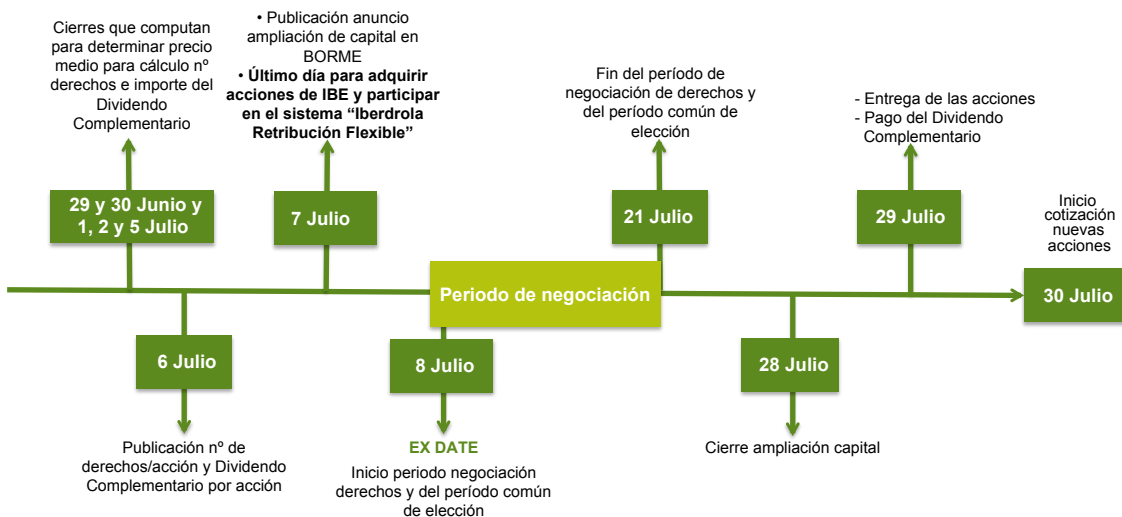 Cierres que computan
para determinar precio
medio para cálculo nº
derechos e importe del
Dividendo
Complementario
• Publicación anuncio
ampliación de capital en
BORME
• Último día para adquirir
acciones de IBE y participar
en el sistema “Iberdrola
Retribución Flexible”
Fin del período de
negociación de derechos y
del período común de
elección
- Entrega de las acciones
- Pago del Dividendo
Complementario
29 y 30 Junio y
1, 2 y 5 Julio
7 Julio
21 Julio
29 Julio
Inicio
cotización
nuevas
acciones
Periodo de negociación
30 Julio
6 Julio
8 Julio
28 Julio
Publicación nº de
derechos/acción y Dividendo
Complementario por acción
EX DATE
Inicio periodo negociación
derechos y del período común
de elección
Cierre ampliación capital